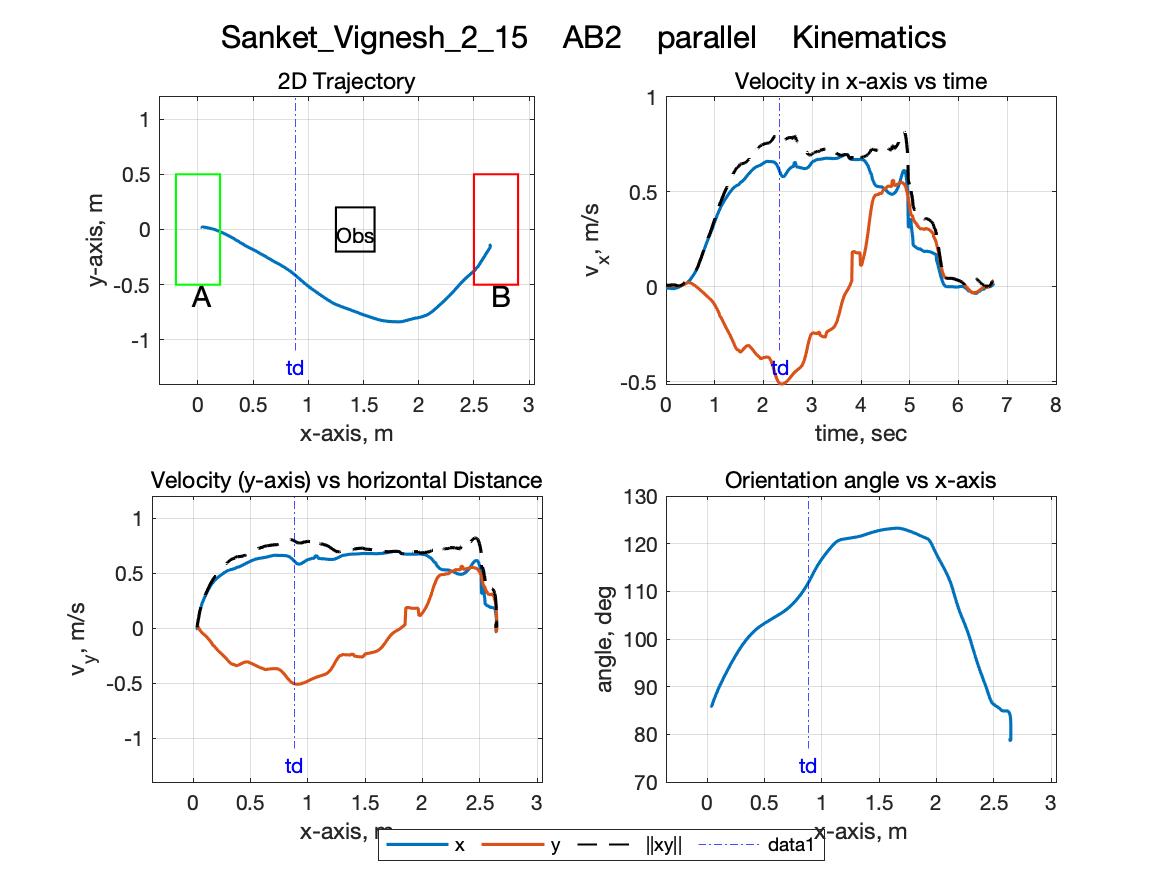 Sanket_Vignesh_2_15 AB2 parallel Kinematics
2D Trajectory
1
0.5
0
-0.5
-1
y-axis, m
A
Obs
B
td
0 0.5 1 1.5 2 2.5 3
x-axis, m
Velocity in x-axis vs time
1
0.5
0
-0.5
vx, m/s
td
0 1 2 3 4 5 6 7 8
time, sec
Velocity (y-axis) vs horizontal Distance
1
0.5
0
-0.5
-1
vy, m/s
td
0 0.5 1 1.5 2 2.5 3
x-axis, m
Orientation angle vs x-axis
130
120
110
100
90
80
70
angle, deg
td
0 0.5 1 1.5 2 2.5 3
x-axis, m
x y ||xy|| data1